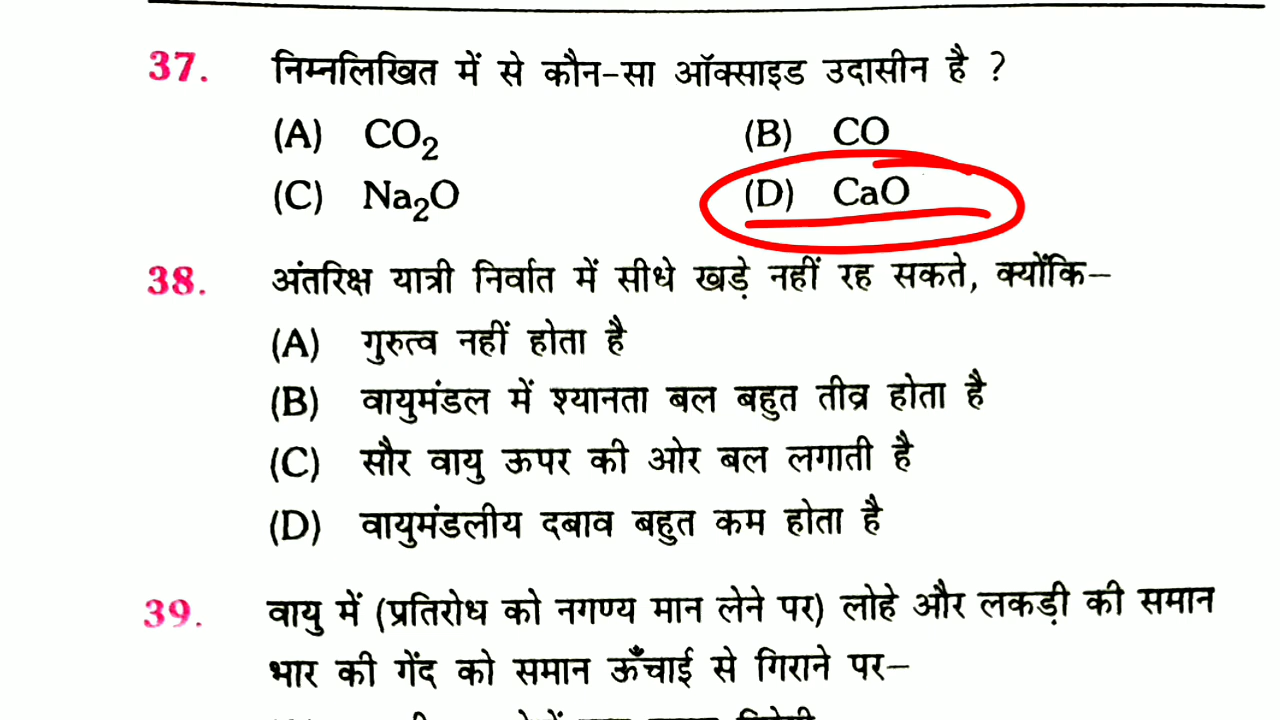 37. निम्नलिखित में से कौन-सा ऑक्साइड उदासीन है ?
(A) CO₂ (B) CO
(C) Na₂O (D) CaO
38. अंतरिक्ष यात्री निर्वात में सीधे खड़े नहीं रह सकते, क्योंकि–
(A) गुरुत्व नहीं होता है
(B) वायुमंडल में श्यानता बल बहुत तीव्र होता है
(C) सौर वायु ऊपर की ओर बल लगाती है
(D) वायुमंडलीय दबाव बहुत कम होता है
39. वायु में (प्रतिरोध को नगण्य मान लेने पर) लोहे और लकड़ी की समान
भार की गेंद को समान ऊँचाई से गिराने पर–